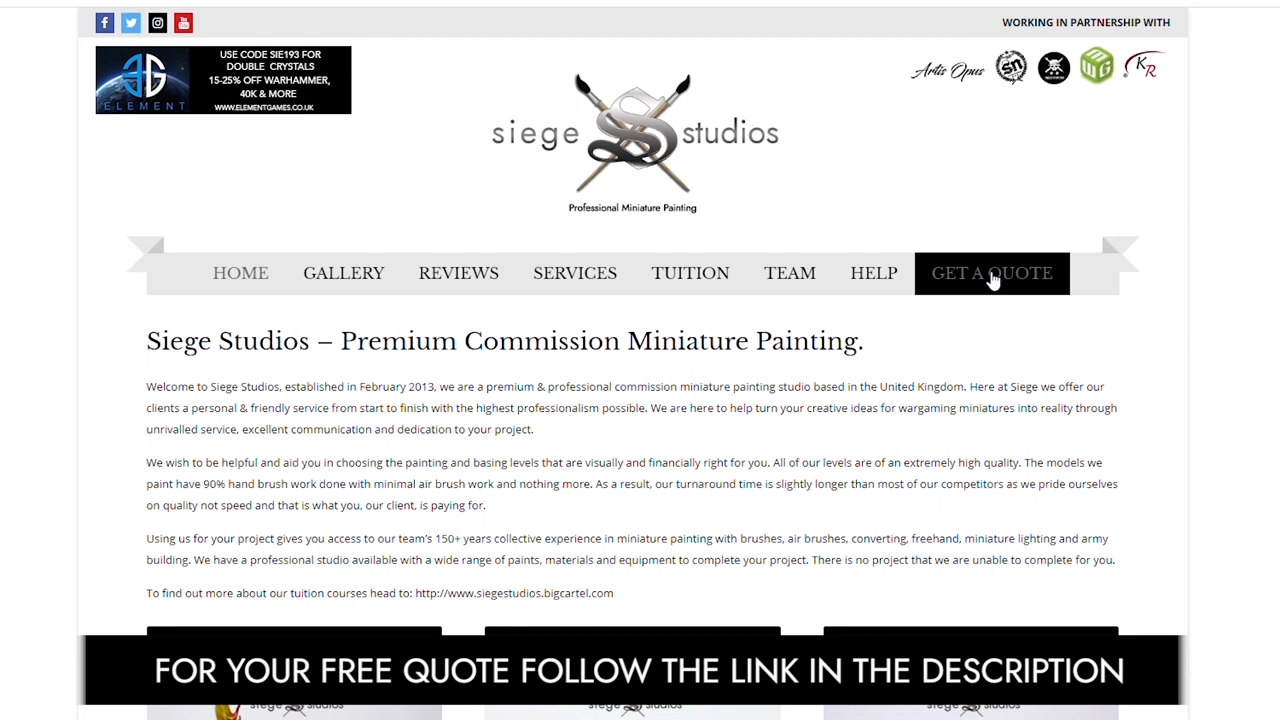 WORKING IN PARTNERSHIP WITH
USE CODE SIE193 FOR
DOUBLE CRYSTALS
15-25% OFF WARHAMMER,
40K & MORE
WWW.ELEMENTGAMES.CO.UK
ELEMENT
Artis Opus
KR
siege S studios
Professional Miniature Painting
HOME GALLERY REVIEWS SERVICES TUITION TEAM HELP GET A QUOTE
Siege Studios – Premium Commission Miniature Painting.
Welcome to Siege Studios, established in February 2013, we are a premium & professional commission miniature painting studio based in the United Kingdom. Here at Siege we offer our
clients a personal & friendly service from start to finish with the highest professionalism possible. We are here to help turn your creative ideas for wargaming miniatures into reality through
unrivalled service, excellent communication and dedication to your project.
We wish to be helpful and aid you in choosing the painting and basing levels that are visually and financially right for you. All of our levels are of an extremely high quality. The models we
paint have 90% hand brush work done with minimal air brush work and nothing more. As a result, our turnaround time is slightly longer than most of our competitors as we pride ourselves
on quality not speed and that is what you, our client, is paying for.
Using us for your project gives you access to our team's 150+ years collective experience in miniature painting with brushes, air brushes, converting, freehand, miniature lighting and army
building. We have a professional studio available with a wide range of paints, materials and equipment to complete your project. There is no project that we are unable to complete for you.
To find out more about our tuition courses head to: http://www.siegestudios.bigcartel.com
FOR YOUR FREE QUOTE FOLLOW THE LINK IN THE DESCRIPTION